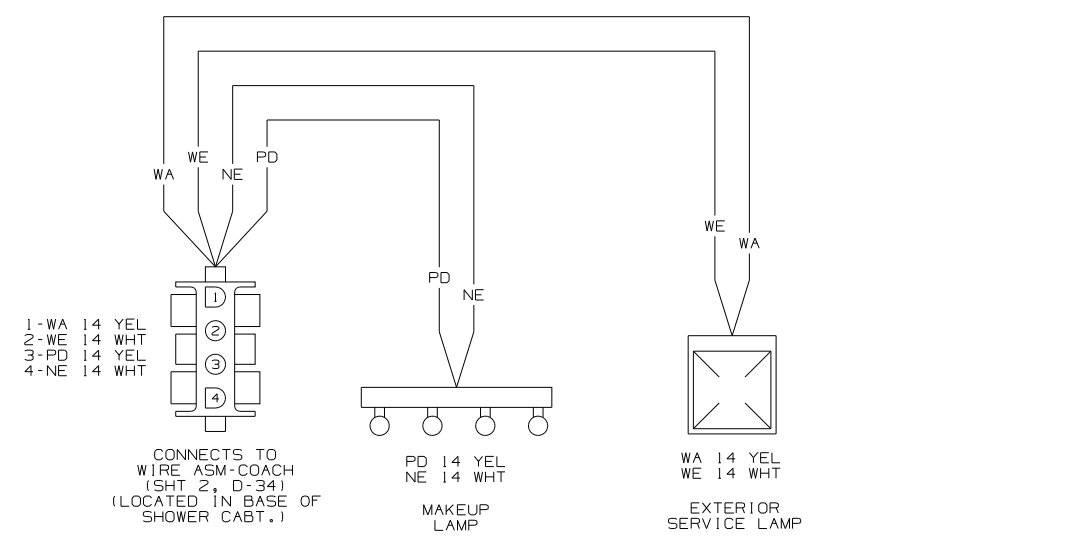 WE
PD
WA
NE
WE
WA
PD
NE
1
2
3
4
1-WA 14 YEL
2-WE 14 WHT
3-PD 14 YEL
4-NE 14 WHT
CONNECTS TO
WIRE ASM-COACH
(SHT 2, D-34)
(LOCATED IN BASE OF
SHOWER CABT.)
PD 14 YEL
NE 14 WHT
MAKEUP
LAMP
WA 14 YEL
WE 14 WHT
EXTERIOR
SERVICE LAMP